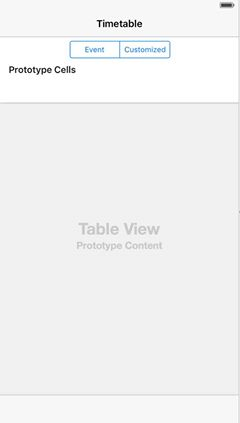 Timetable
Event Customized
Prototype Cells
Table View
Prototype Content